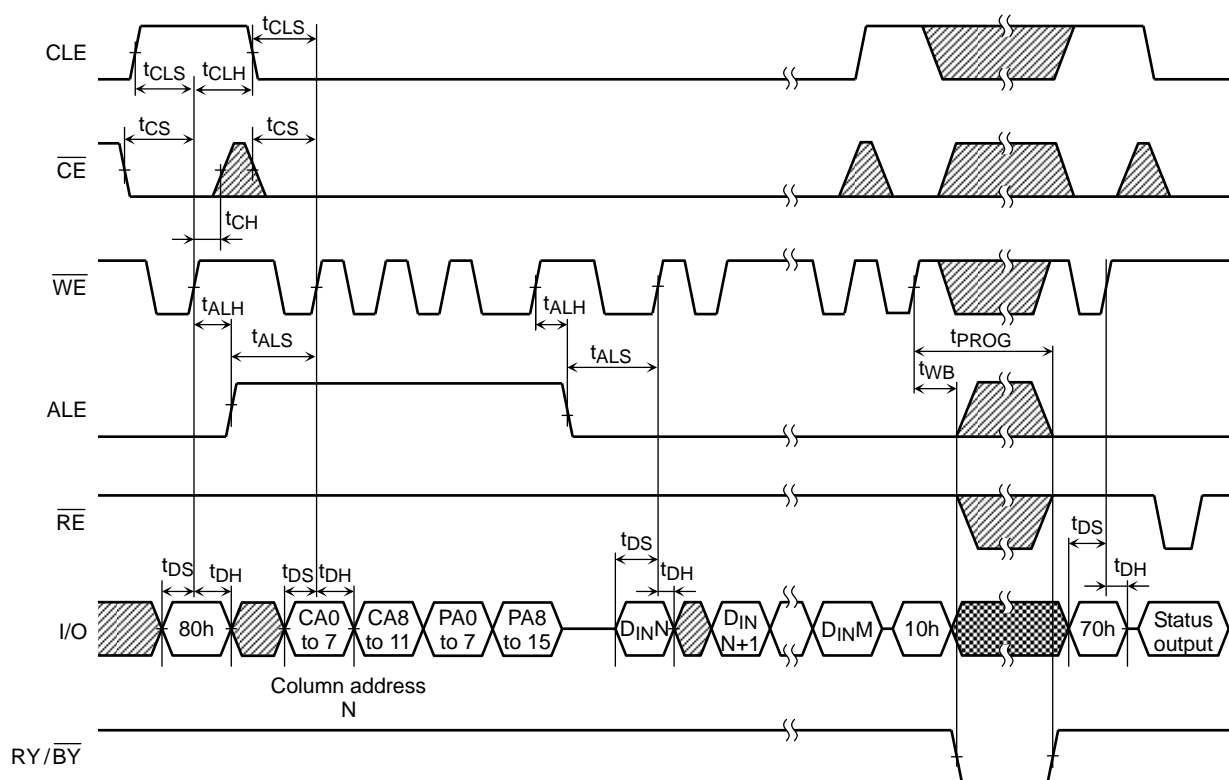 tCLS
CLE
tCLS tCLH
tCS tCS
CE
tCH
WE
tALH tALH
tALS tALS tPROG
tWB
ALE
RE
tDS tDH tDS tDH tDS tDH tDS tDH
I/O 80h CA0 to 7 CA8 to 11 PA0 to 7 PA8 to 15 DINN DIN N+1 DINM 10h 70h Status output
Column address
N
RY/BY